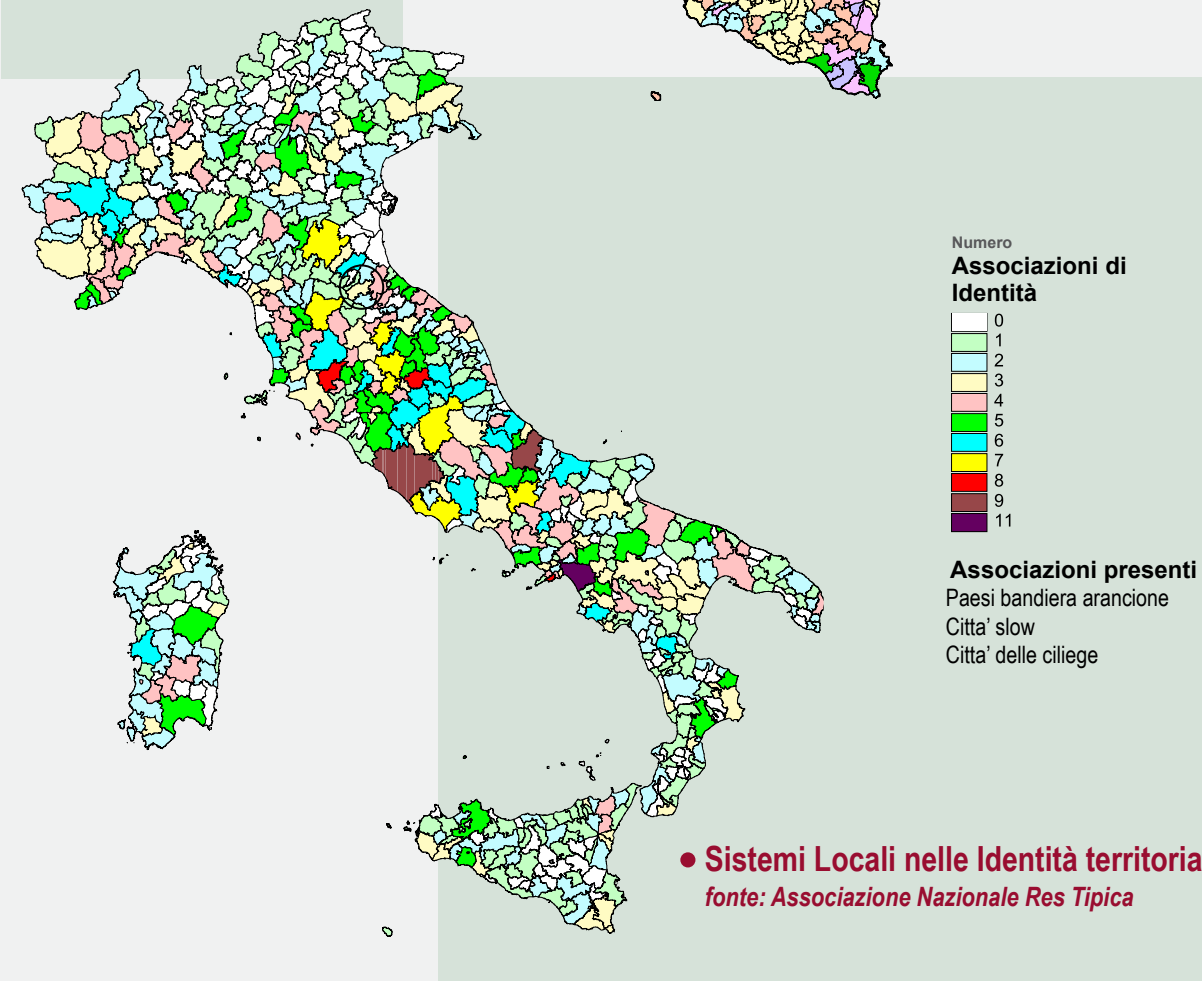 Numero
Associazioni di
Identità
0
1
2
3
4
5
6
7
8
9
11
Associazioni presenti
Paesi bandiera arancione
Citta' slow
Citta' delle ciliege
• Sistemi Locali nelle Identità territoria
fonte: Associazione Nazionale Res Tipica